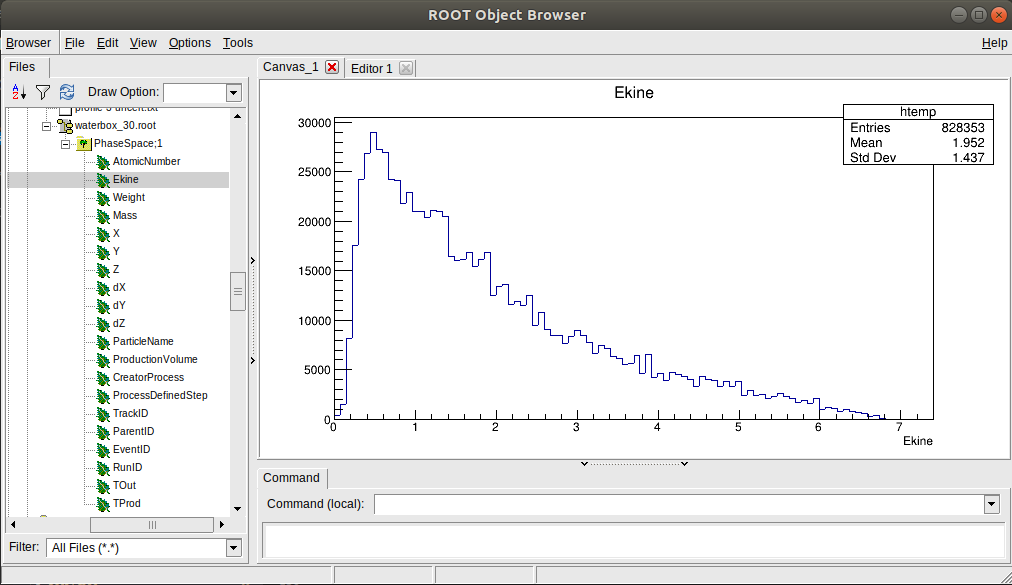 ROOT Object Browser
Browser File Edit View Options Tools Help
Files
Draw Option:
profile-3-uncert.txt
waterbox_30.root
PhaseSpace;1
AtomicNumber
Ekine
Weight
Mass
X
Y
Z
dX
dY
dZ
ParticleName
ProductionVolume
CreatorProcess
ProcessDefinedStep
TrackID
ParentID
EventID
RunID
TOut
TProd
Filter: All Files (*.*)
Canvas_1 Editor 1
Ekine
htemp
Entries 828353
Mean 1.952
Std Dev 1.437
30000
25000
20000
15000
10000
5000
0
0 1 2 3 4 5 6 7
Ekine
Command
Command (local):